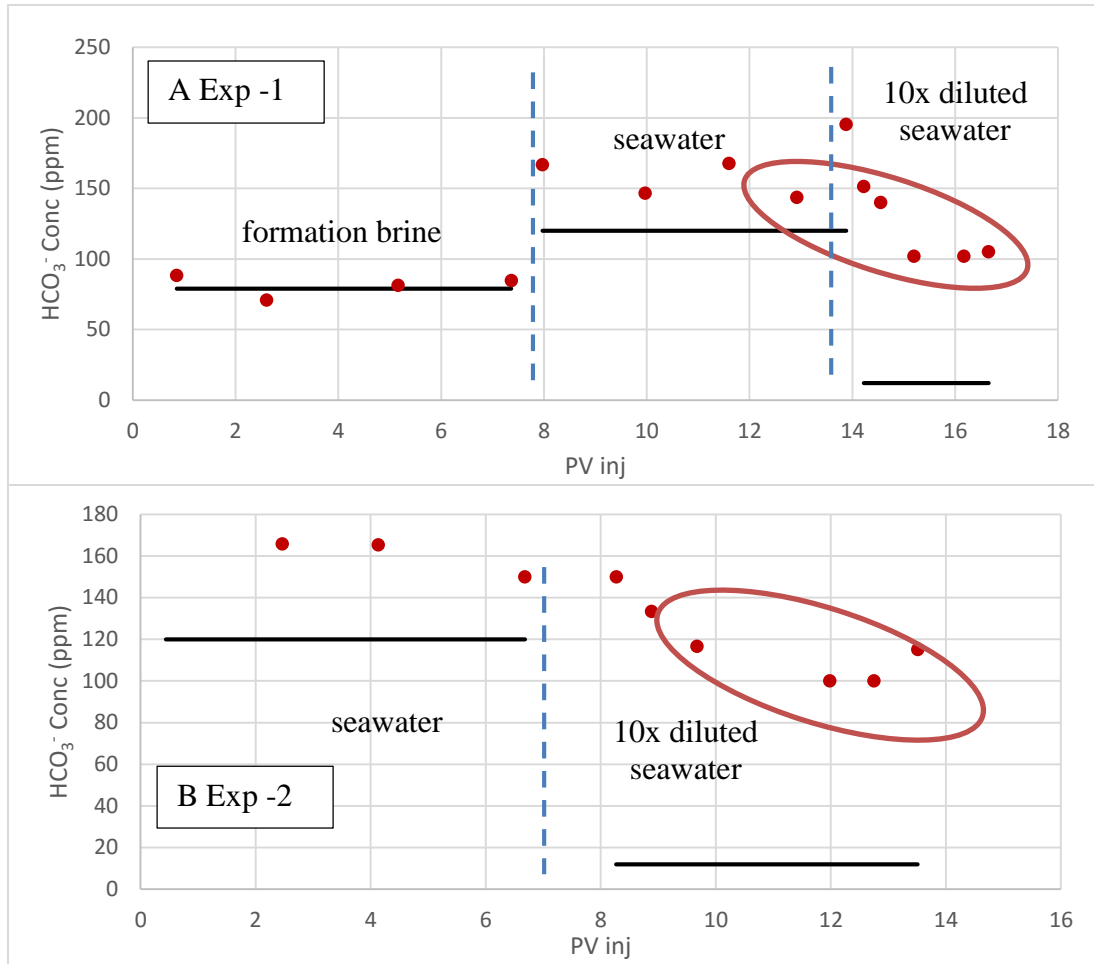 A Exp -1
10x diluted
seawater
seawater
formation brine
HCO₃⁻ Conc (ppm)
250
200
150
100
50
0
0 2 4 6 8 10 12 14 16 18
PV inj
HCO₃⁻ Conc (ppm)
180
160
140
120
100
80
60
40
20
0
seawater
10x diluted
seawater
B Exp -2
0 2 4 6 8 10 12 14 16
PV inj